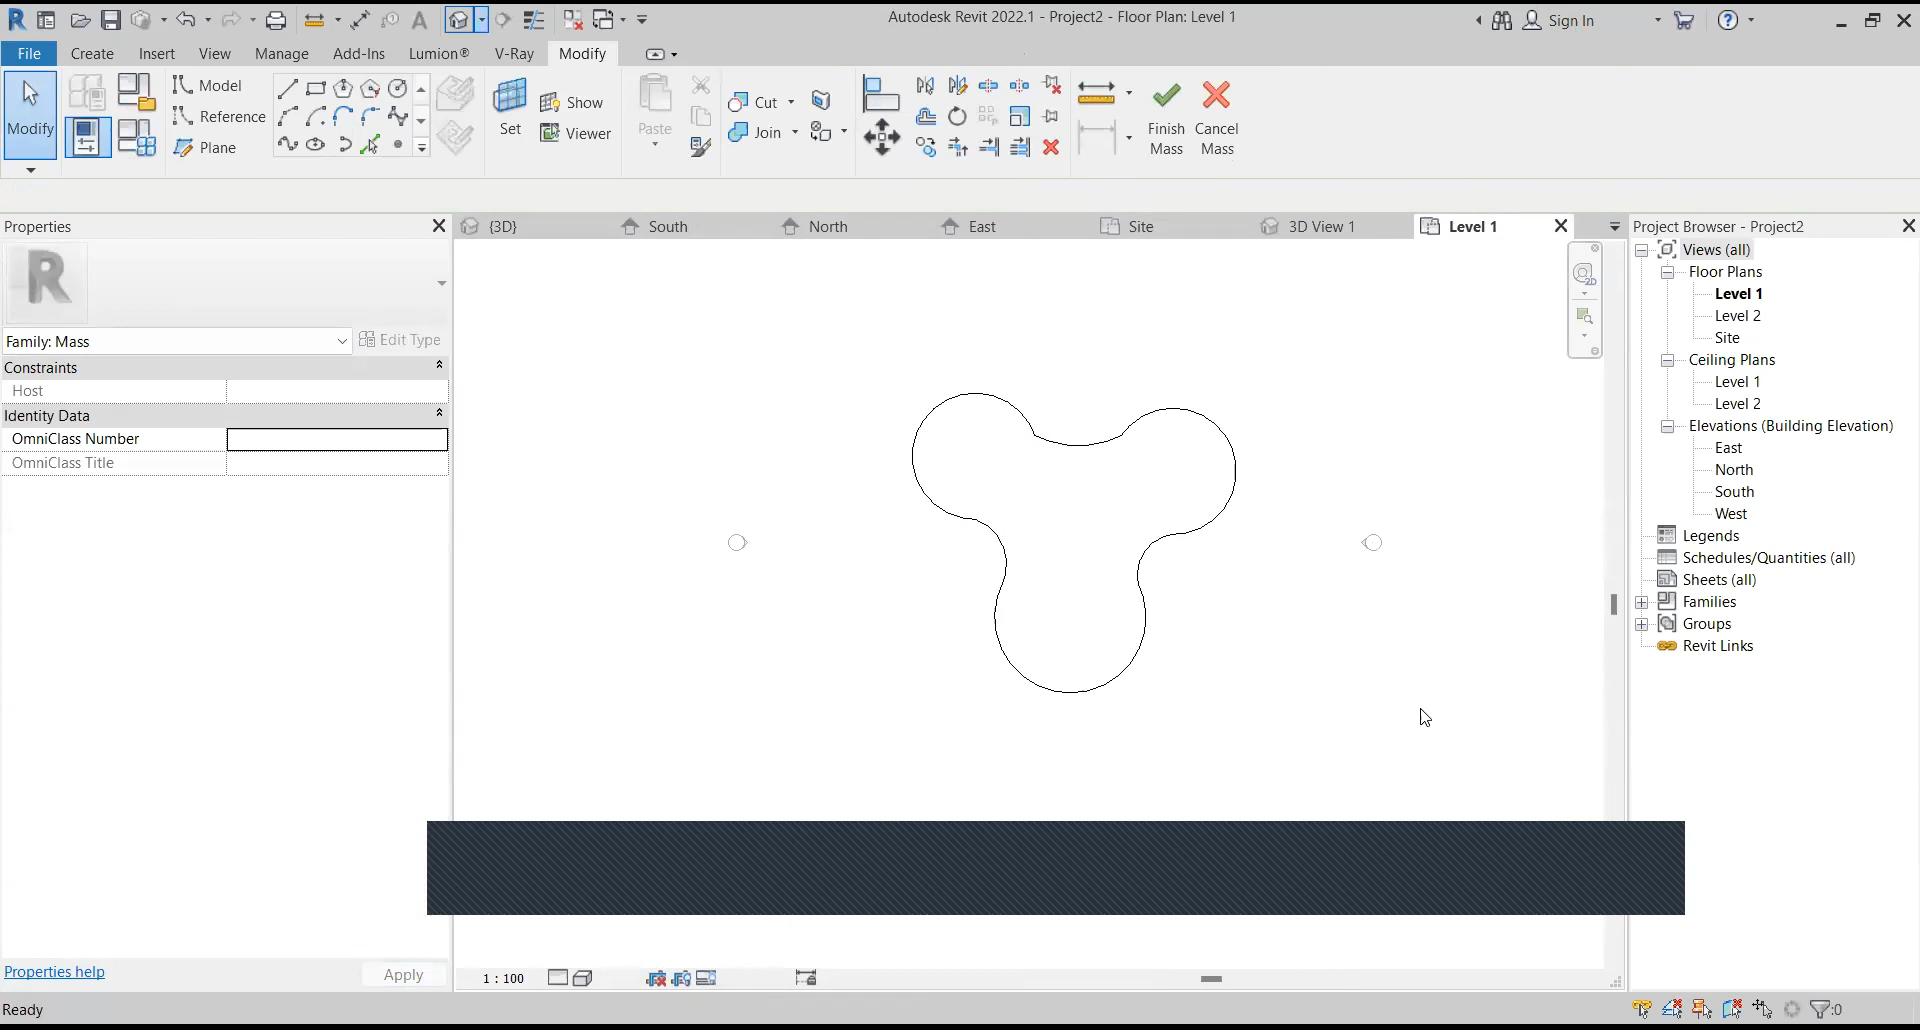 Autodesk Revit 2022.1 - Project2 - Floor Plan: Level 1
Sign In
File Create Insert View Manage Add-Ins Lumion® V-Ray Modify
Modify
Model
Reference
Plane
Set
Show
Viewer
Paste
Cut
Join
Finish Mass
Cancel Mass
Properties
{3D} South North East Site 3D View 1 Level 1
Project Browser - Project2
R
Family: Mass
Edit Type
Constraints
Host
Identity Data
OmniClass Number
OmniClass Title
2D
Views (all)
Floor Plans
Level 1
Level 2
Site
Ceiling Plans
Level 1
Level 2
Elevations (Building Elevation)
East
North
South
West
Legends
Schedules/Quantities (all)
Sheets (all)
Families
Groups
Revit Links
Properties help
Apply
1 : 100
Ready
:0